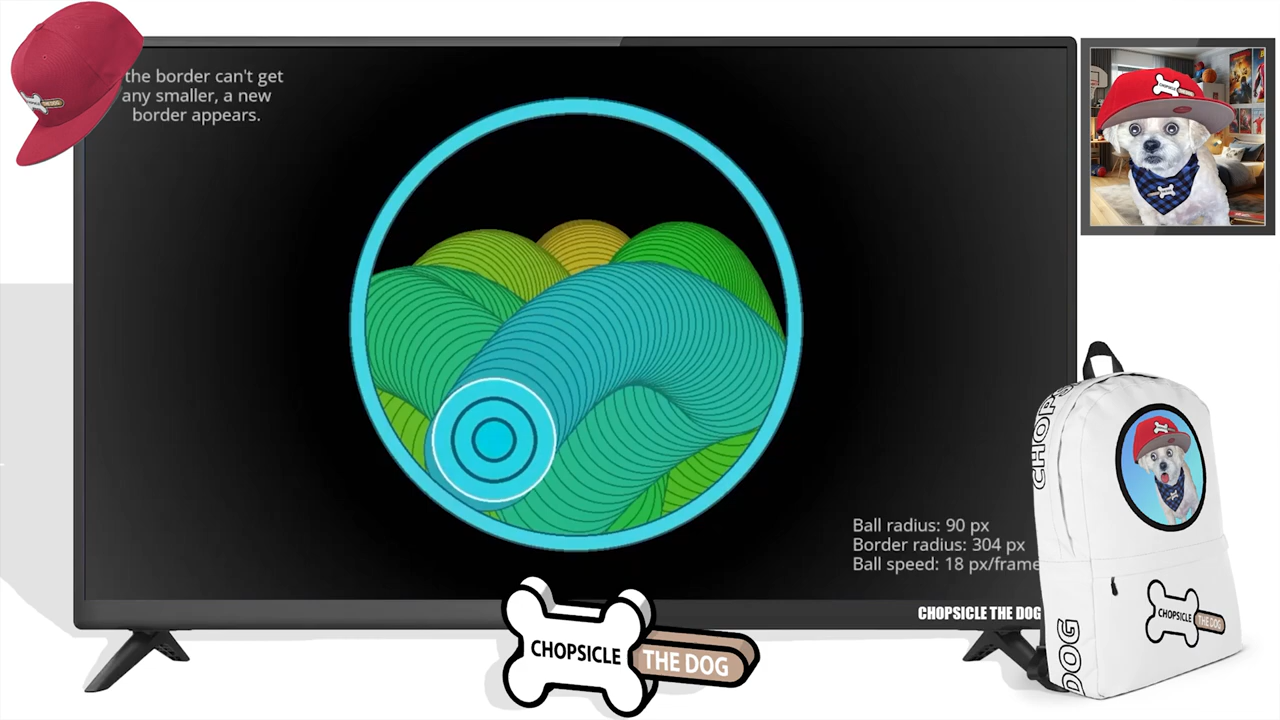 the border can't get
any smaller, a new
border appears.
Ball radius: 90 px
Border radius: 304 px
Ball speed: 18 px/frame
CHOPSICLE THE DOG
CHOPSICLE
THE DOG
CHOPS
DOG
CHOPSICLE
THE DOG